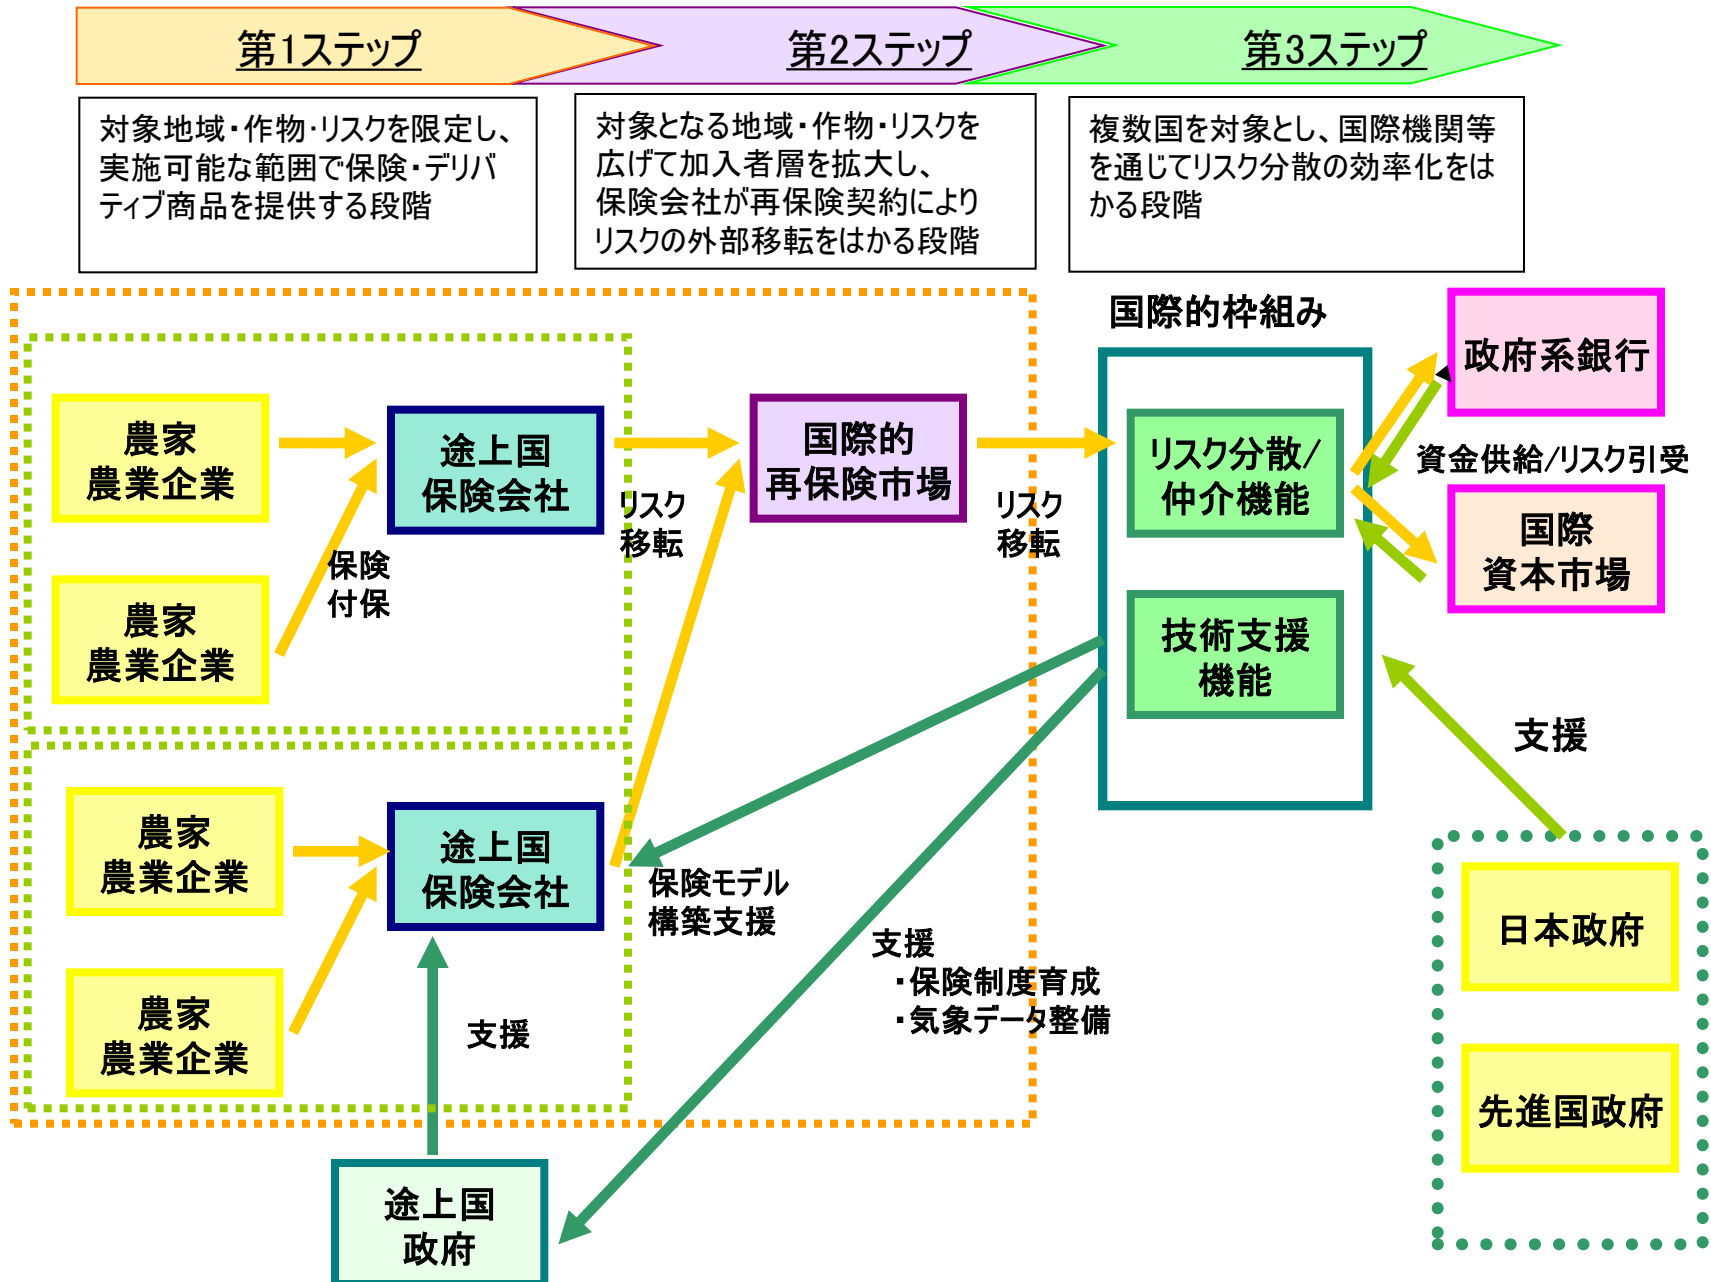 第1ステップ
第2ステップ
第3ステップ
対象地域・作物・リスクを限定し、
実施可能な範囲で保険・デリバ
ティブ商品を提供する段階
対象となる地域・作物・リスクを
広げて加入者層を拡大し、
保険会社が再保険契約により
リスクの外部移転をはかる段階
複数国を対象とし、国際機関等
を通じてリスク分散の効率化をは
かる段階
国際的枠組み
政府系銀行
農家
農業企業
途上国
保険会社
国際的
再保険市場
リスク分散/
仲介機能
資金供給/リスク引受
リスク
移転
リスク
移転
国際
資本市場
保険
付保
農家
農業企業
技術支援
機能
支援
農家
農業企業
途上国
保険会社
保険モデル
構築支援
支援
・保険制度育成
・気象データ整備
日本政府
農家
農業企業
支援
先進国政府
途上国
政府